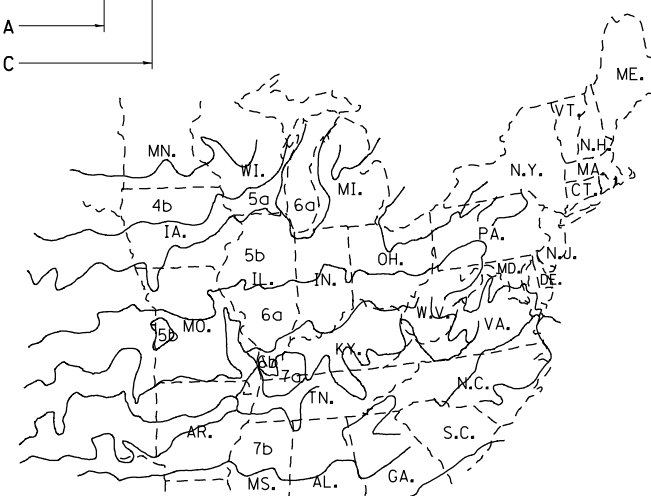 A
C
ME.
VT.
MN.
N.H.
WI.
N.Y.
MA.
MI.
CT.
4b
5a
6a
IA.
PA.
5b
OH.
N.J.
MD.
IL.
IN.
DE.
6a
W.V.
MO.
VA.
5b
KY.
6b
7a
N.C.
TN.
AR.
S.C.
7b
GA.
MS.
AL.